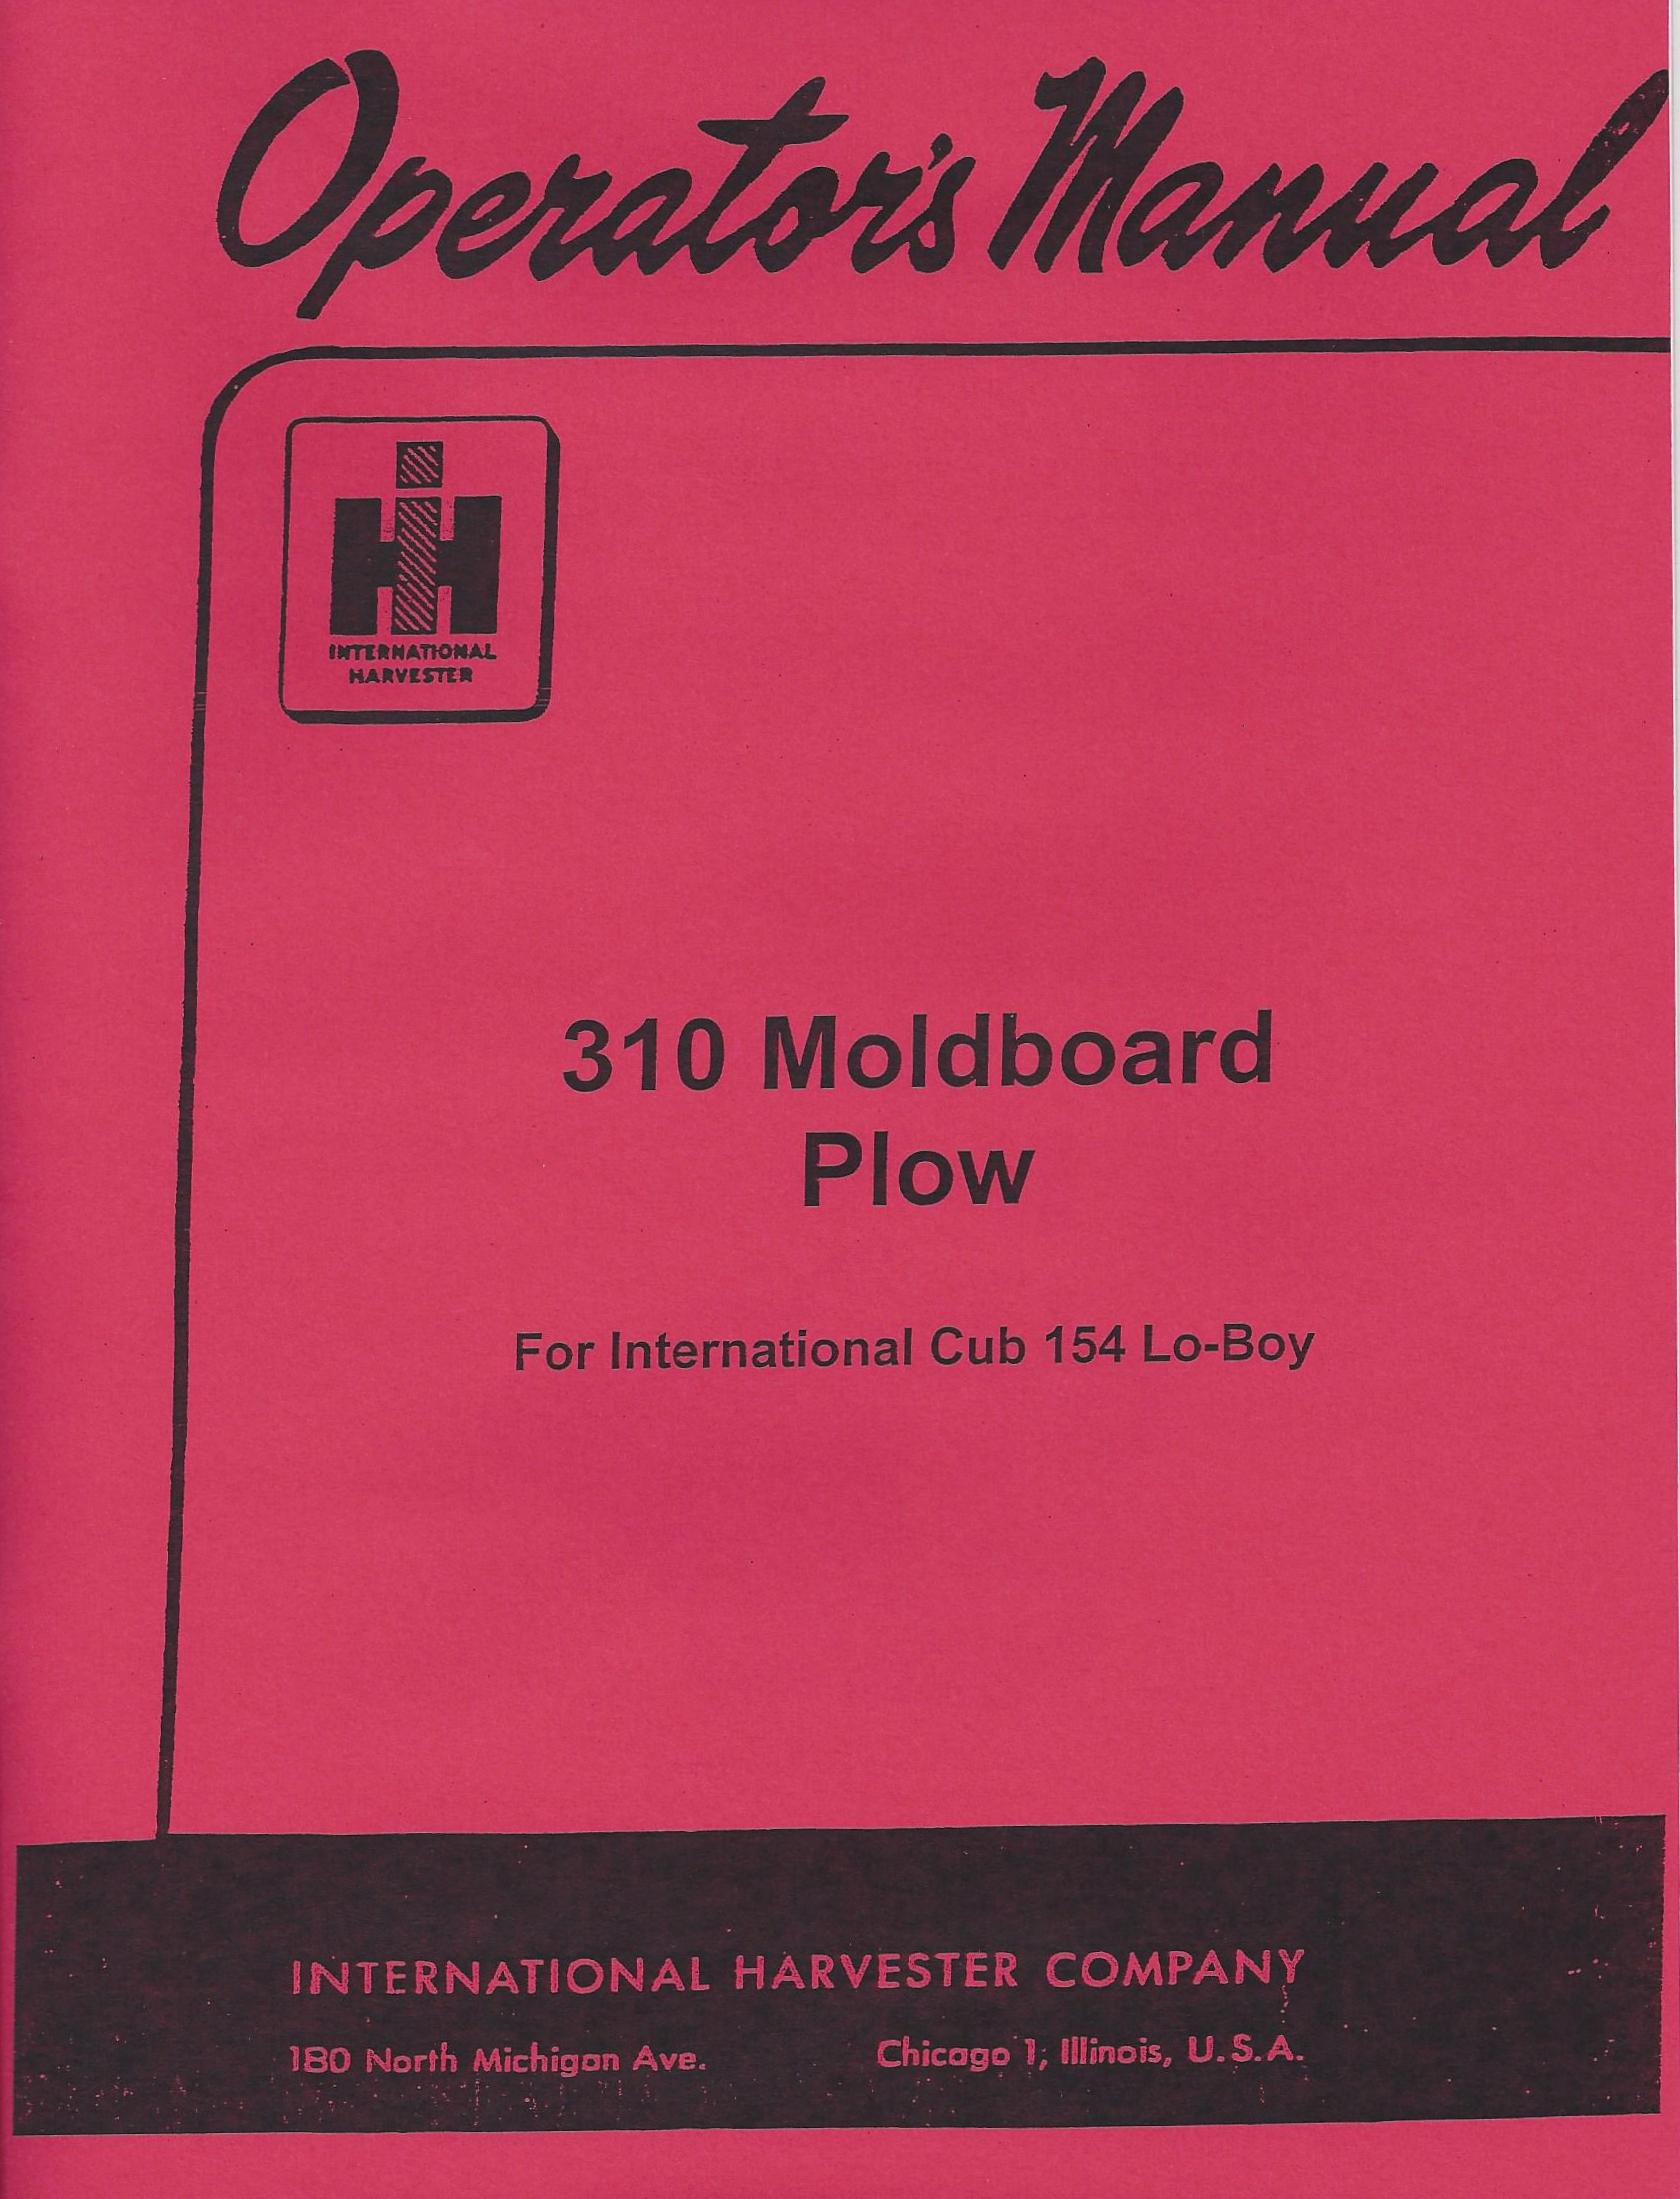 Operator's Manual
IH
INTERNATIONAL
HARVESTER
310 Moldboard
Plow
For International Cub 154 Lo-Boy
INTERNATIONAL HARVESTER COMPANY
180 North Michigan Ave. Chicago 1, Illinois, U.S.A.